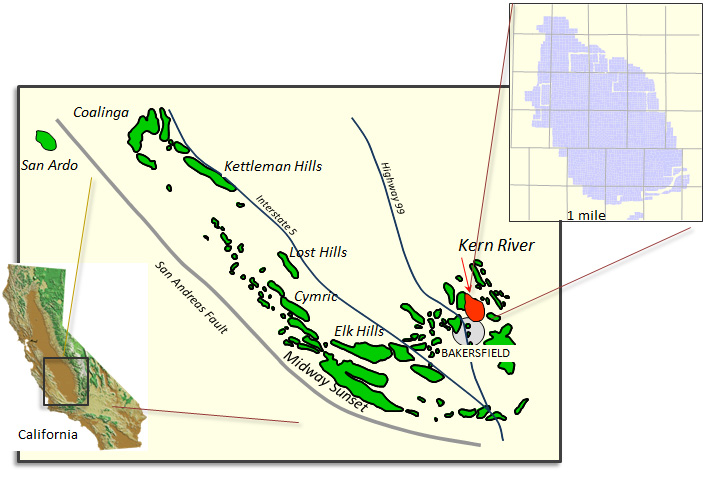 Coalinga
San Ardo
Kettleman Hills
Interstate 5
Highway 99
1 mile
Kern River
Lost Hills
San Andreas Fault
Cymric
Elk Hills
BAKERSFIELD
Midway Sunset
California